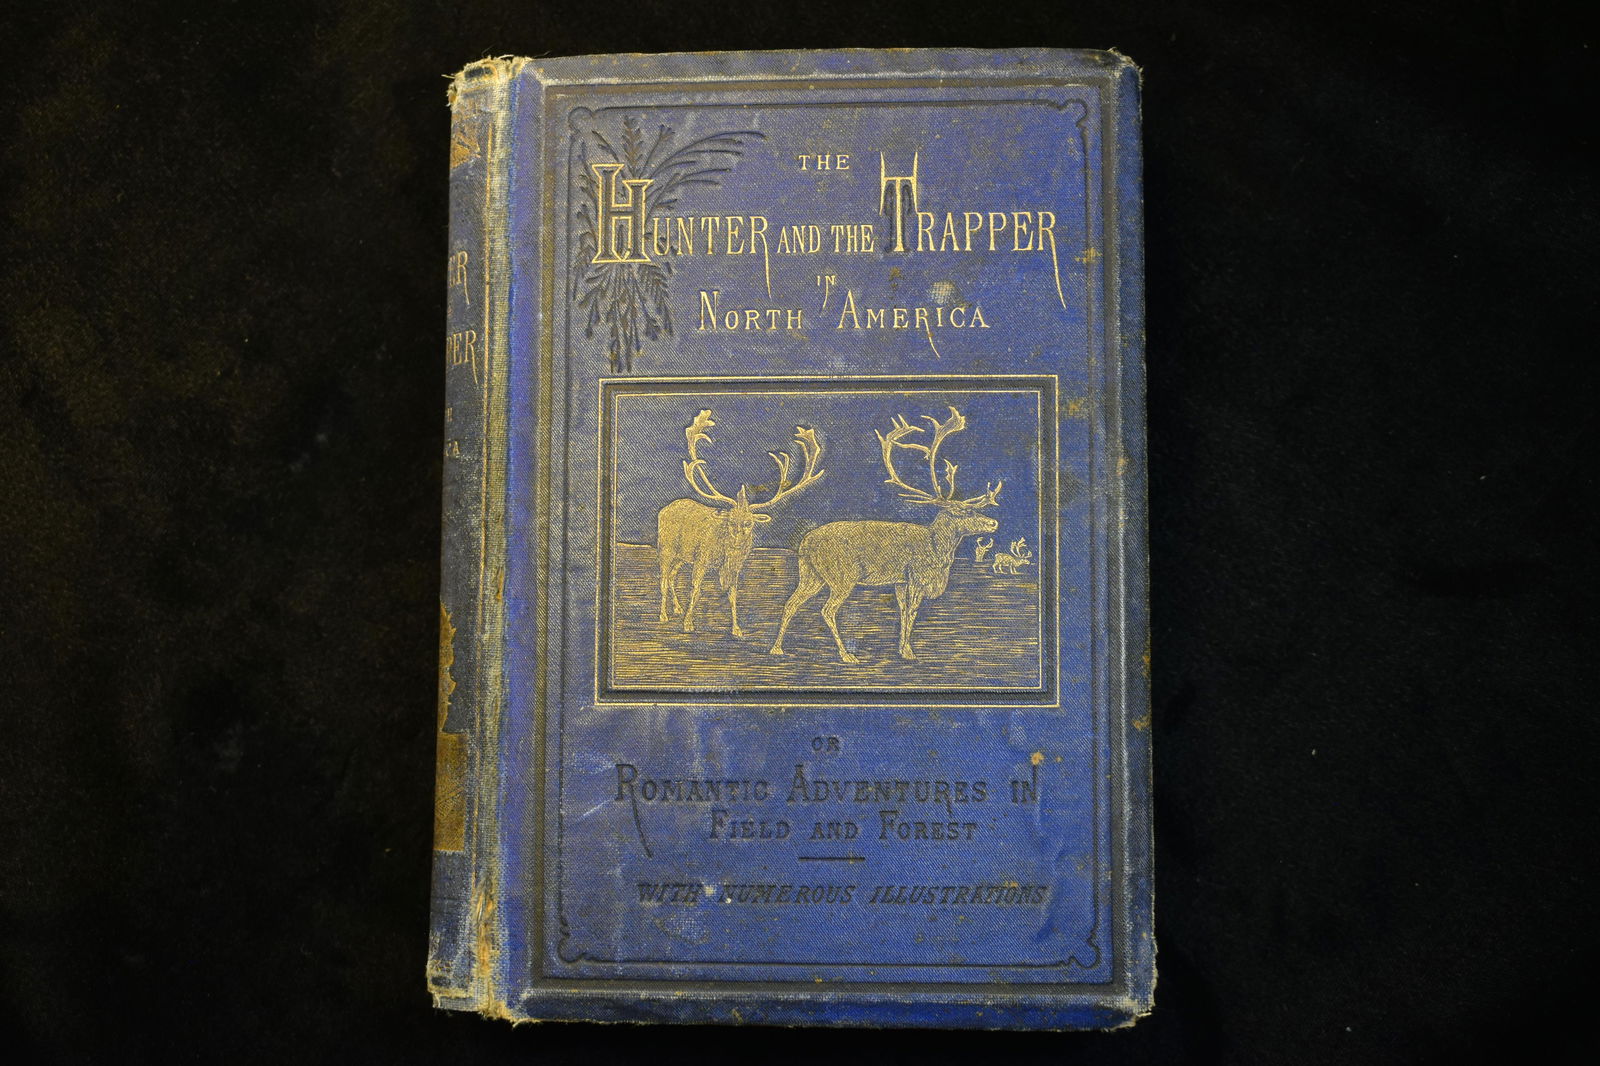 THE
HUNTER AND THE TRAPPER
IN
NORTH AMERICA
OR
ROMANTIC ADVENTURES IN
FIELD AND FOREST
WITH NUMEROUS ILLUSTRATIONS